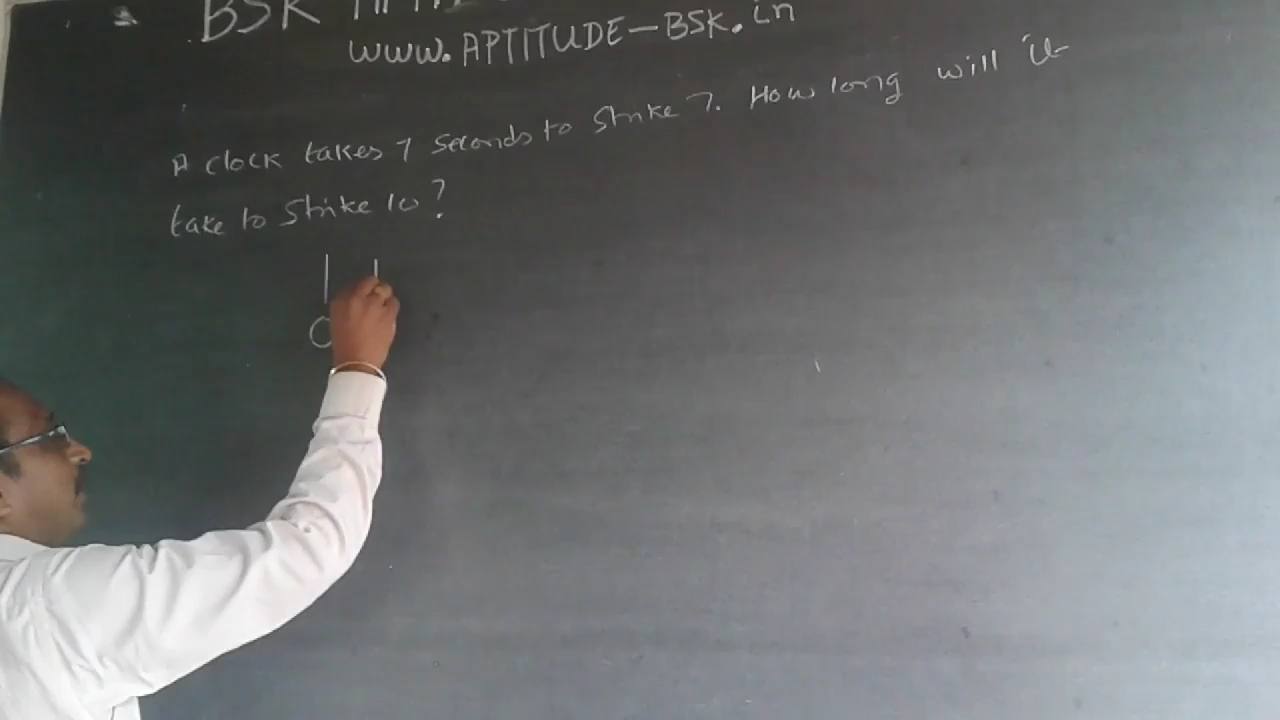 BSK
www.APTITUDE-BSK.in
A clock takes 7 seconds to strike 7. How long will it
take to strike 10?
0